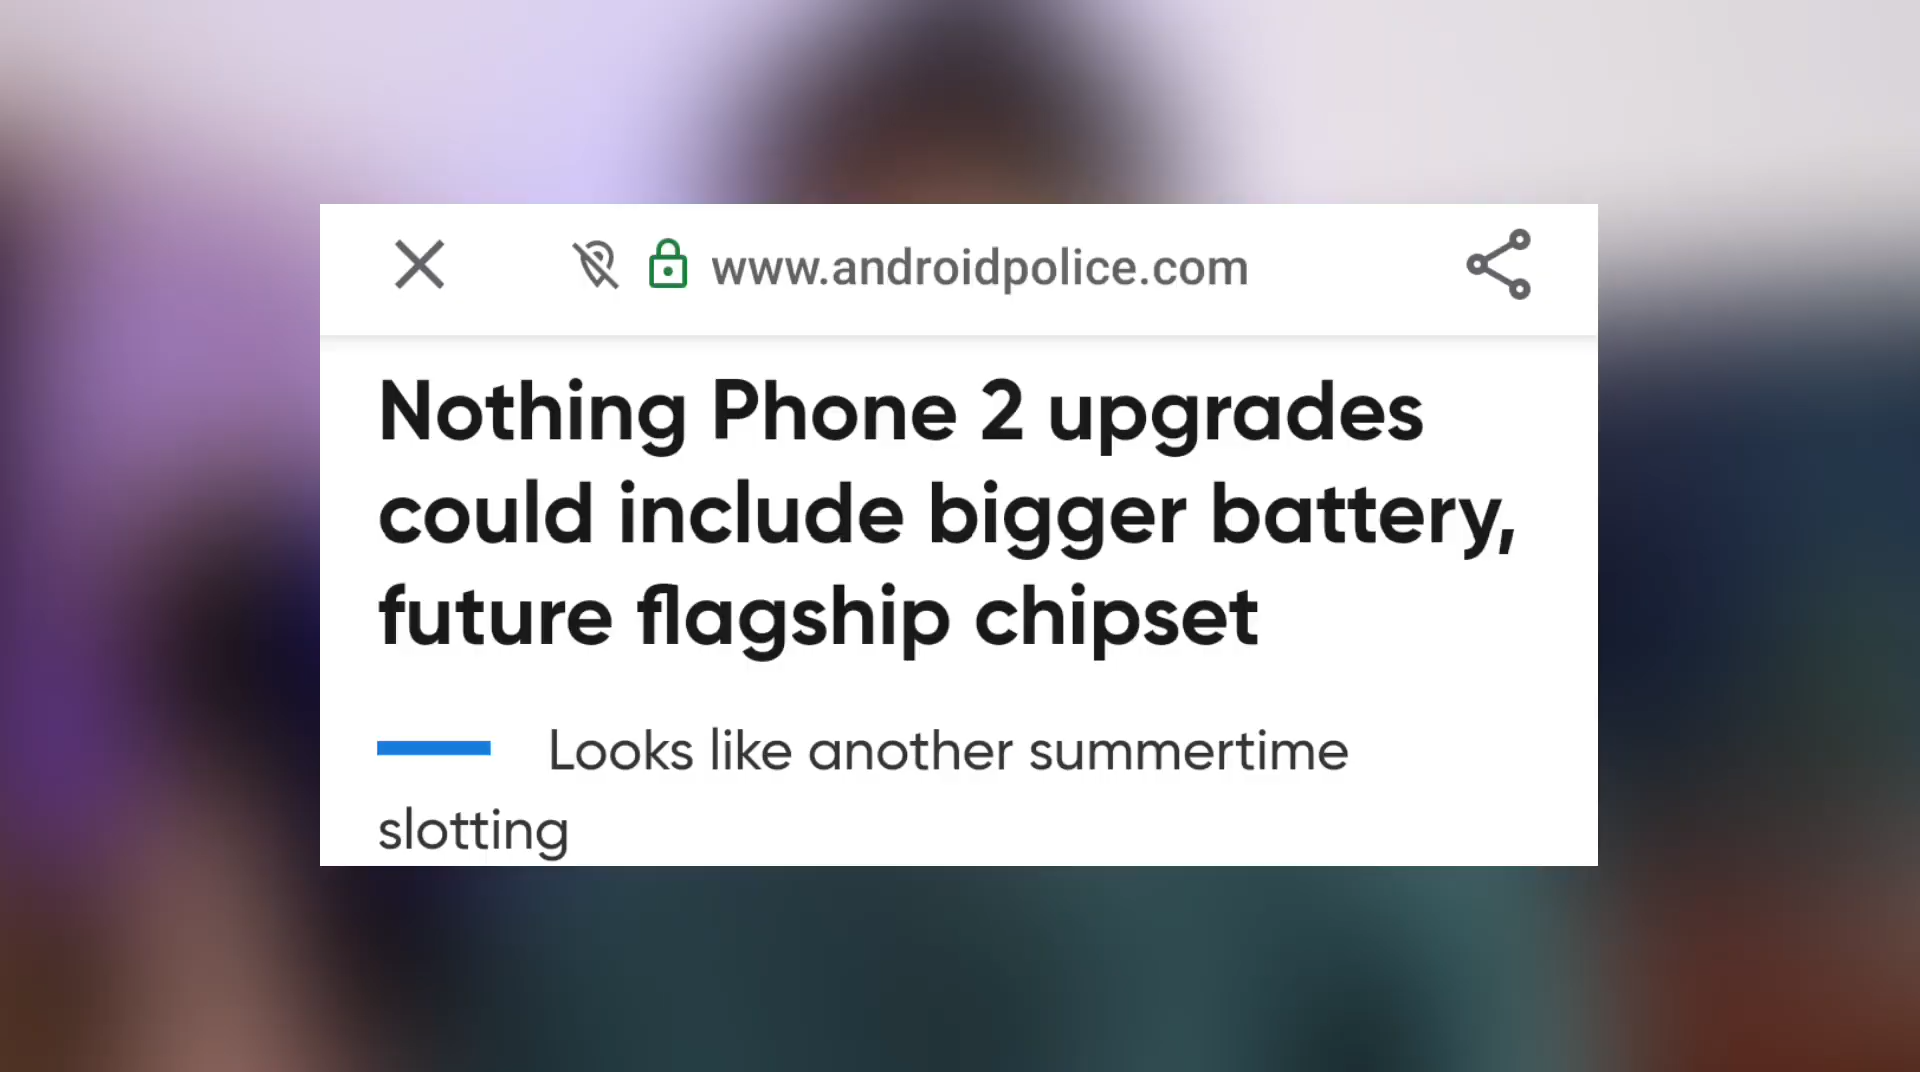 www.androidpolice.com
Nothing Phone 2 upgrades
could include bigger battery,
future flagship chipset
Looks like another summertime
slotting